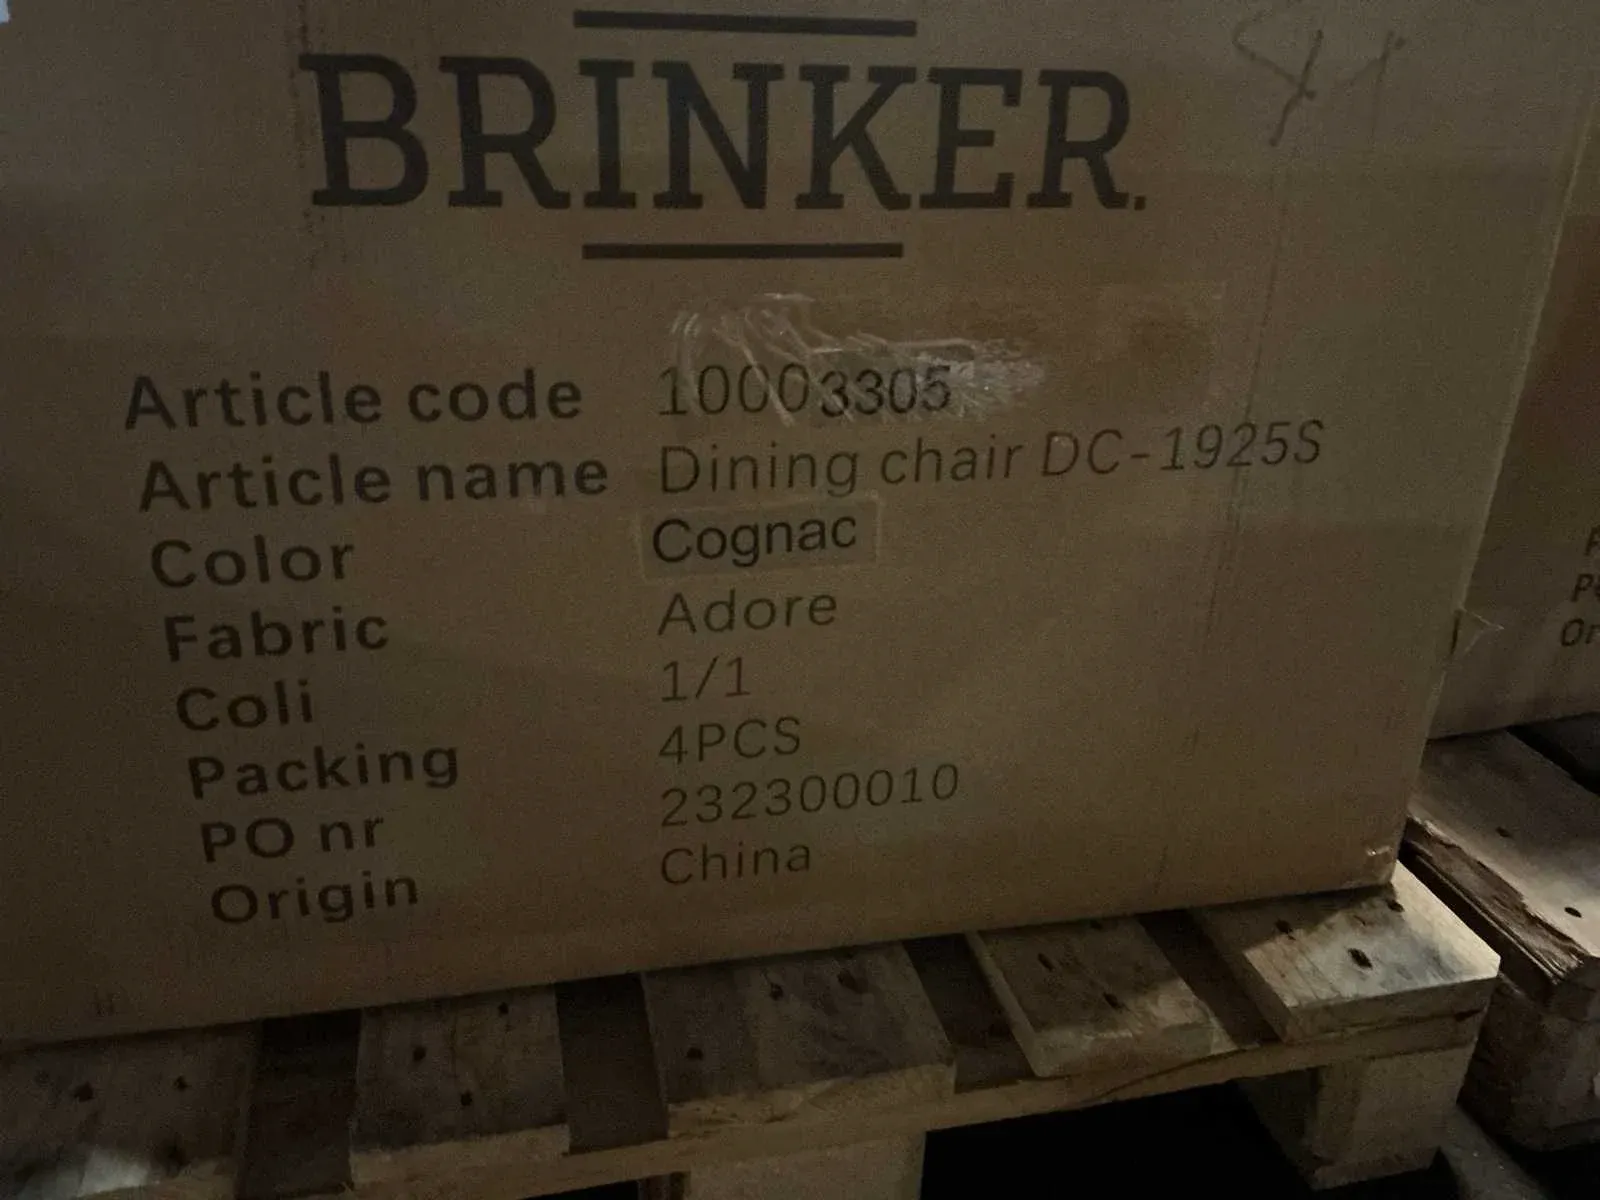 BRINKER.
Article code 10003305
Article name Dining chair DC-1925S
Color Cognac
Fabric Adore
Coli 1/1
Packing 4PCS
PO nr 232300010
Origin China